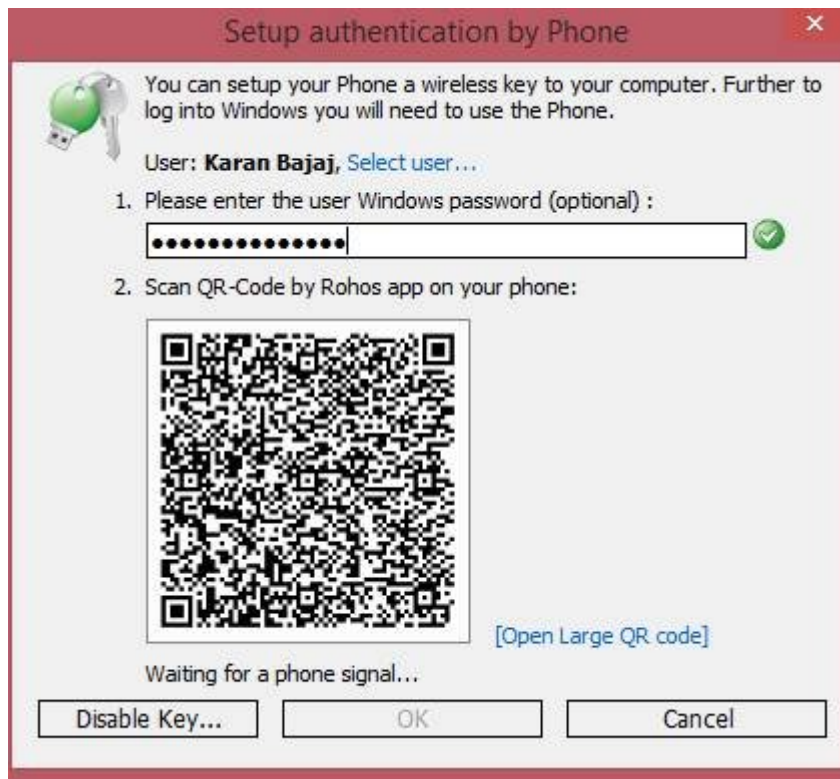 Setup authentication by Phone
You can setup your Phone a wireless key to your computer. Further to
log into Windows you will need to use the Phone.
User: Karan Bajaj, Select user...
1. Please enter the user Windows password (optional) :
••••••••••••••
2. Scan QR-Code by Rohos app on your phone:
[Open Large QR code]
Waiting for a phone signal...
Disable Key... OK Cancel